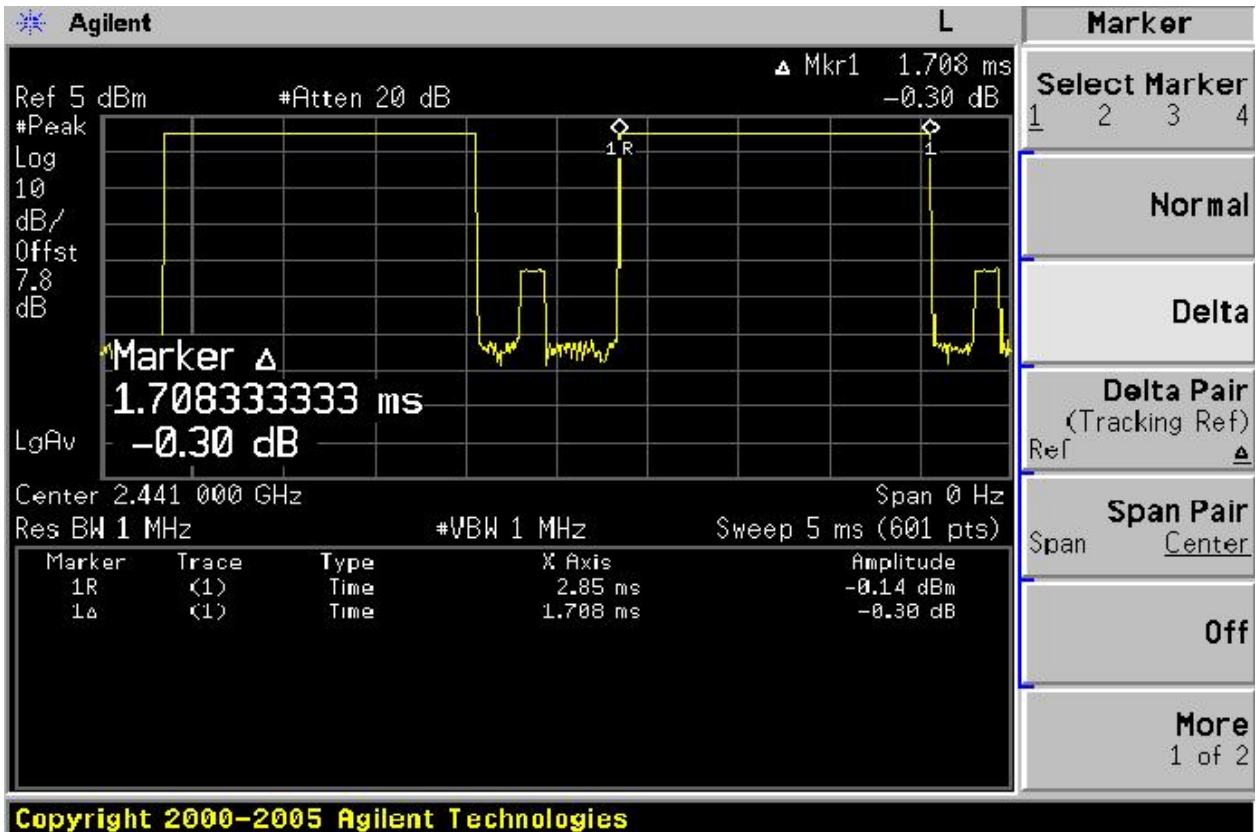 Agilent L
Marker
Δ Mkr1 1.708 ms
Ref 5 dBm #Atten 20 dB -0.30 dB
#Peak
Log
10
dB/
Offst
7.8
dB
1R 1
Marker Δ
1.708333333 ms
-0.30 dB
LgAv
Center 2.441 000 GHz Span 0 Hz
Res BW 1 MHz #VBW 1 MHz Sweep 5 ms (601 pts)
Marker Trace Type X Axis Amplitude
1R (1) Time 2.85 ms -0.14 dBm
1Δ (1) Time 1.708 ms -0.30 dB
Select Marker
1 2 3 4
Normal
Delta
Delta Pair
(Tracking Ref)
Ref Δ
Span Pair
Span Center
Off
More
1 of 2
Copyright 2000-2005 Agilent Technologies